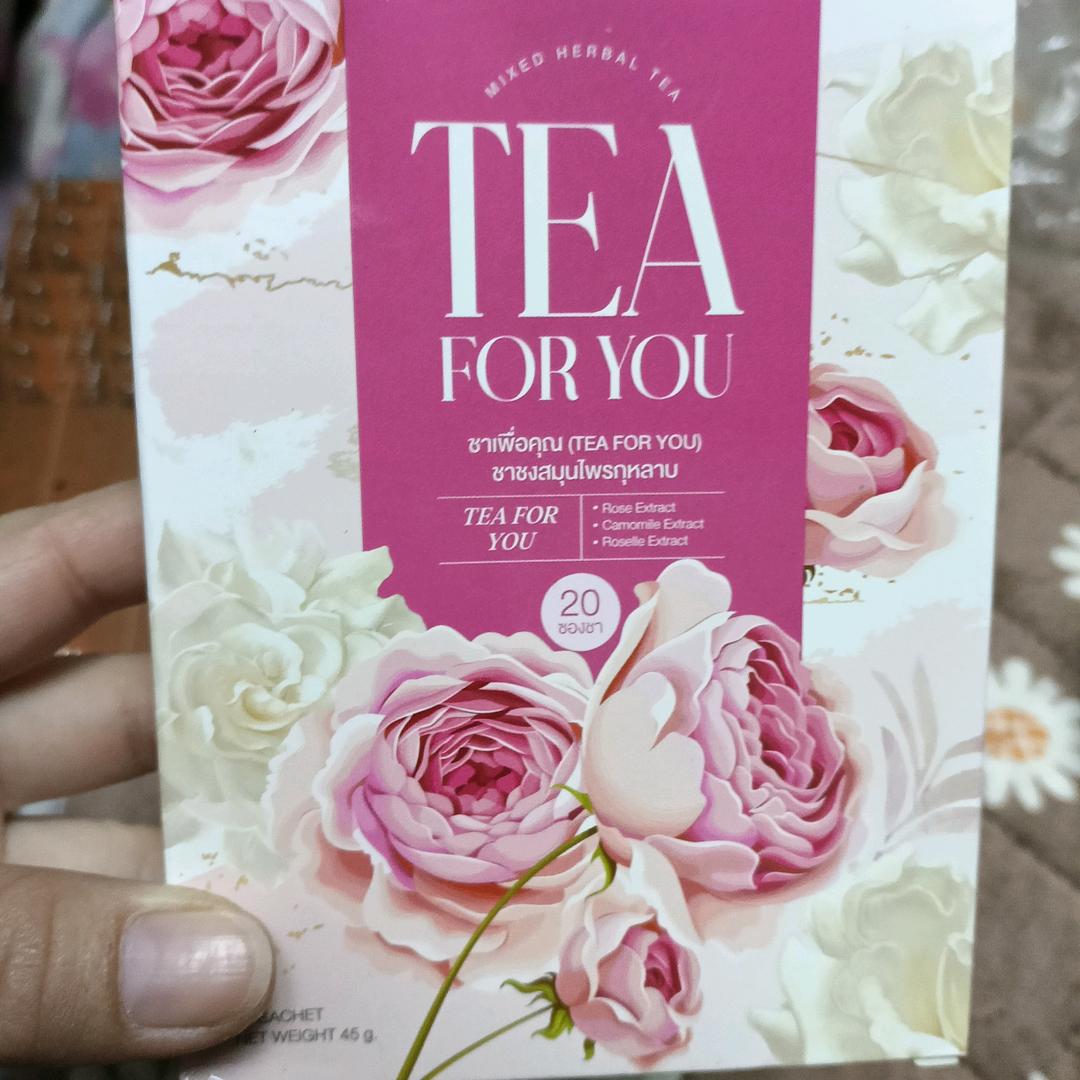 MIXED HERBAL TEA
TEA
FOR YOU
ชาเพื่อคุณ (TEA FOR YOU)
ชาชงสมุนไพรกุหลาบ
TEA FOR
YOU
• Rose Extract
• Camomile Extract
• Roselle Extract
20
ซองชา
SACHET
NET WEIGHT 45 g.